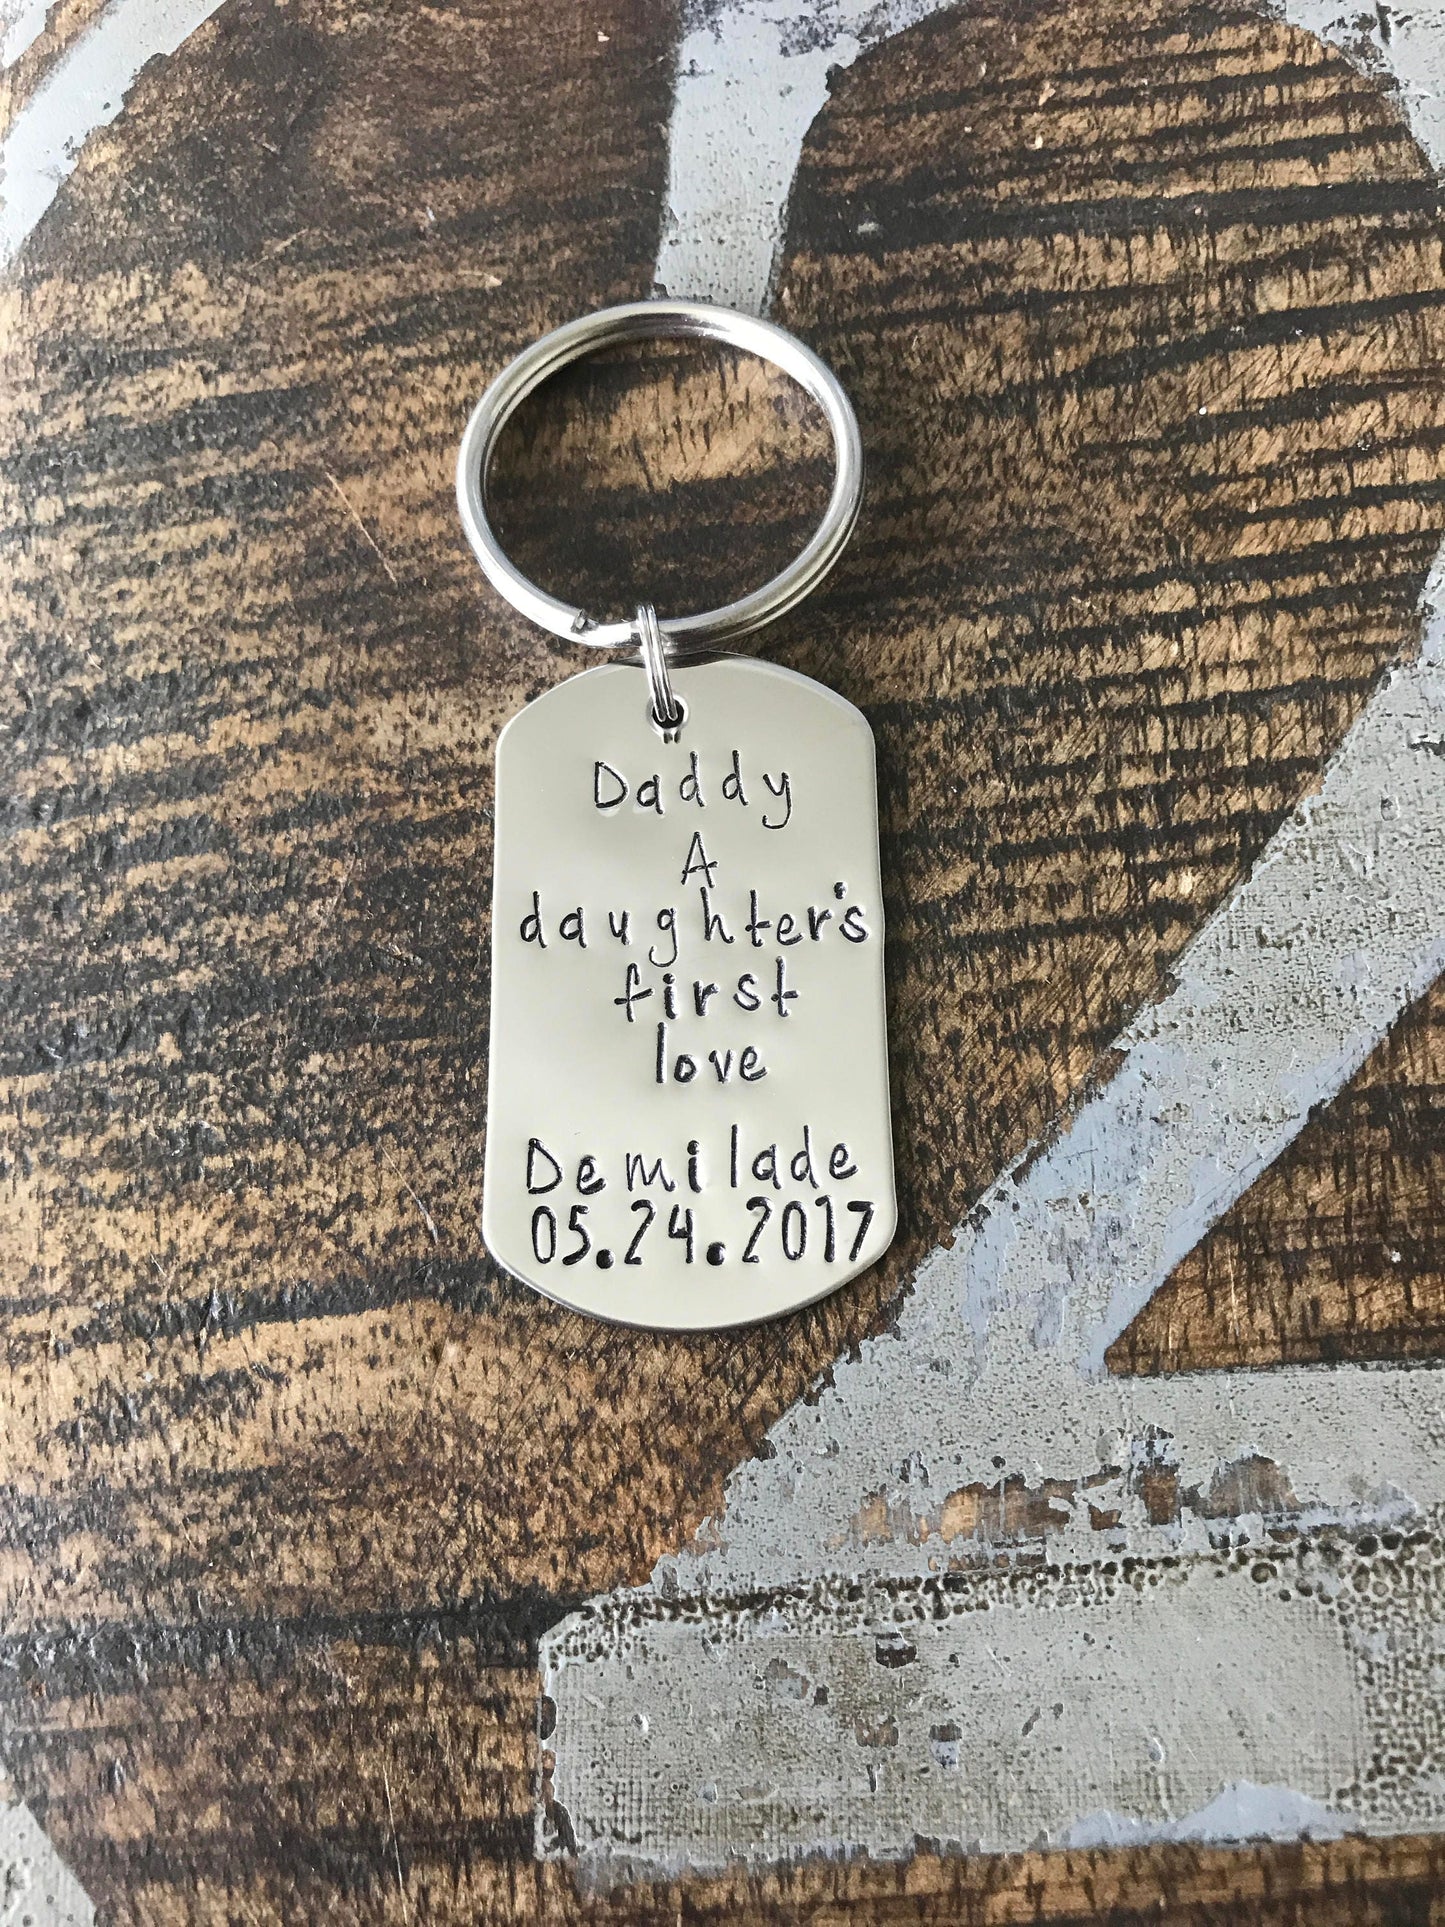 Daddy
A
daughter's
first
love
Demilade
05.24.2017